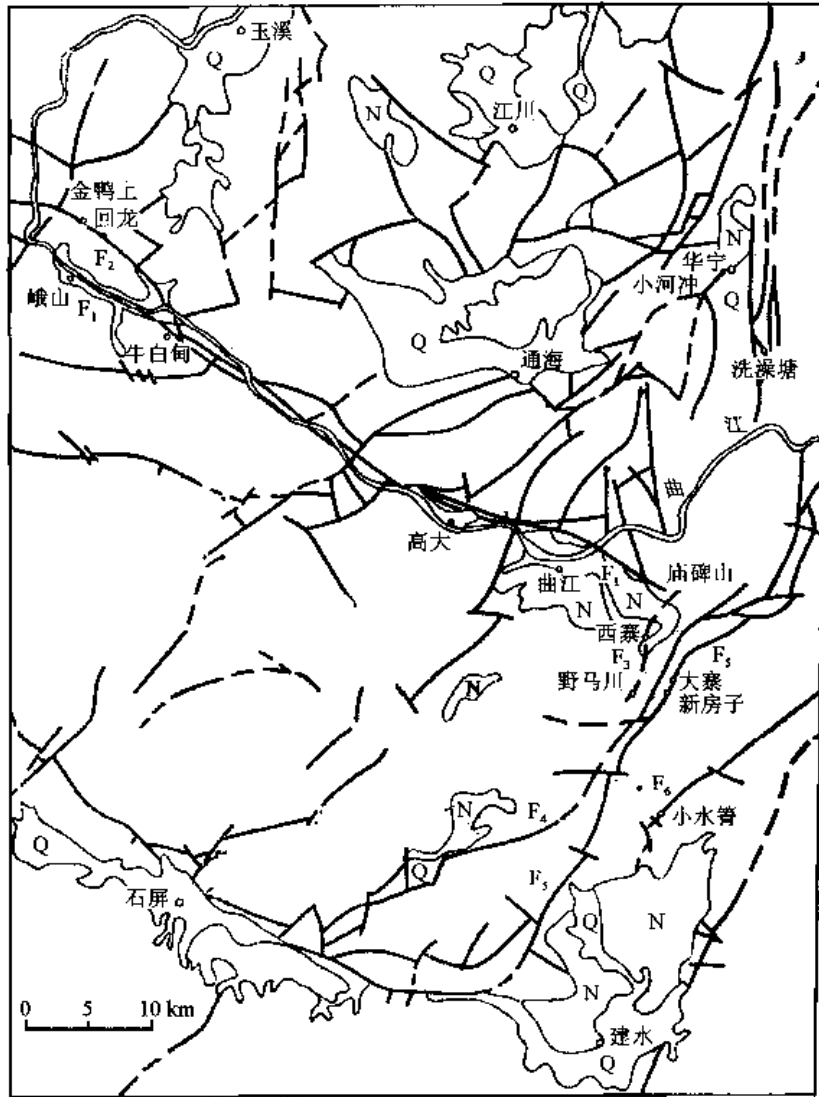 玉溪
Q
Q
Q
江川
N
金鸭上
回龙
F₂
峨山
F₁
牛白甸
N
华宁
小河冲
Q
Q
通海
洗澡塘
江
曲
高大
曲江
F₁
庙碑山
N
N
西寨
F₃
F₅
野马川
大寨
新房子
N
F₆
小水箐
N
F₄
Q
Q
石屏
F₅
Q
N
N
建水
Q
0 5 10 km